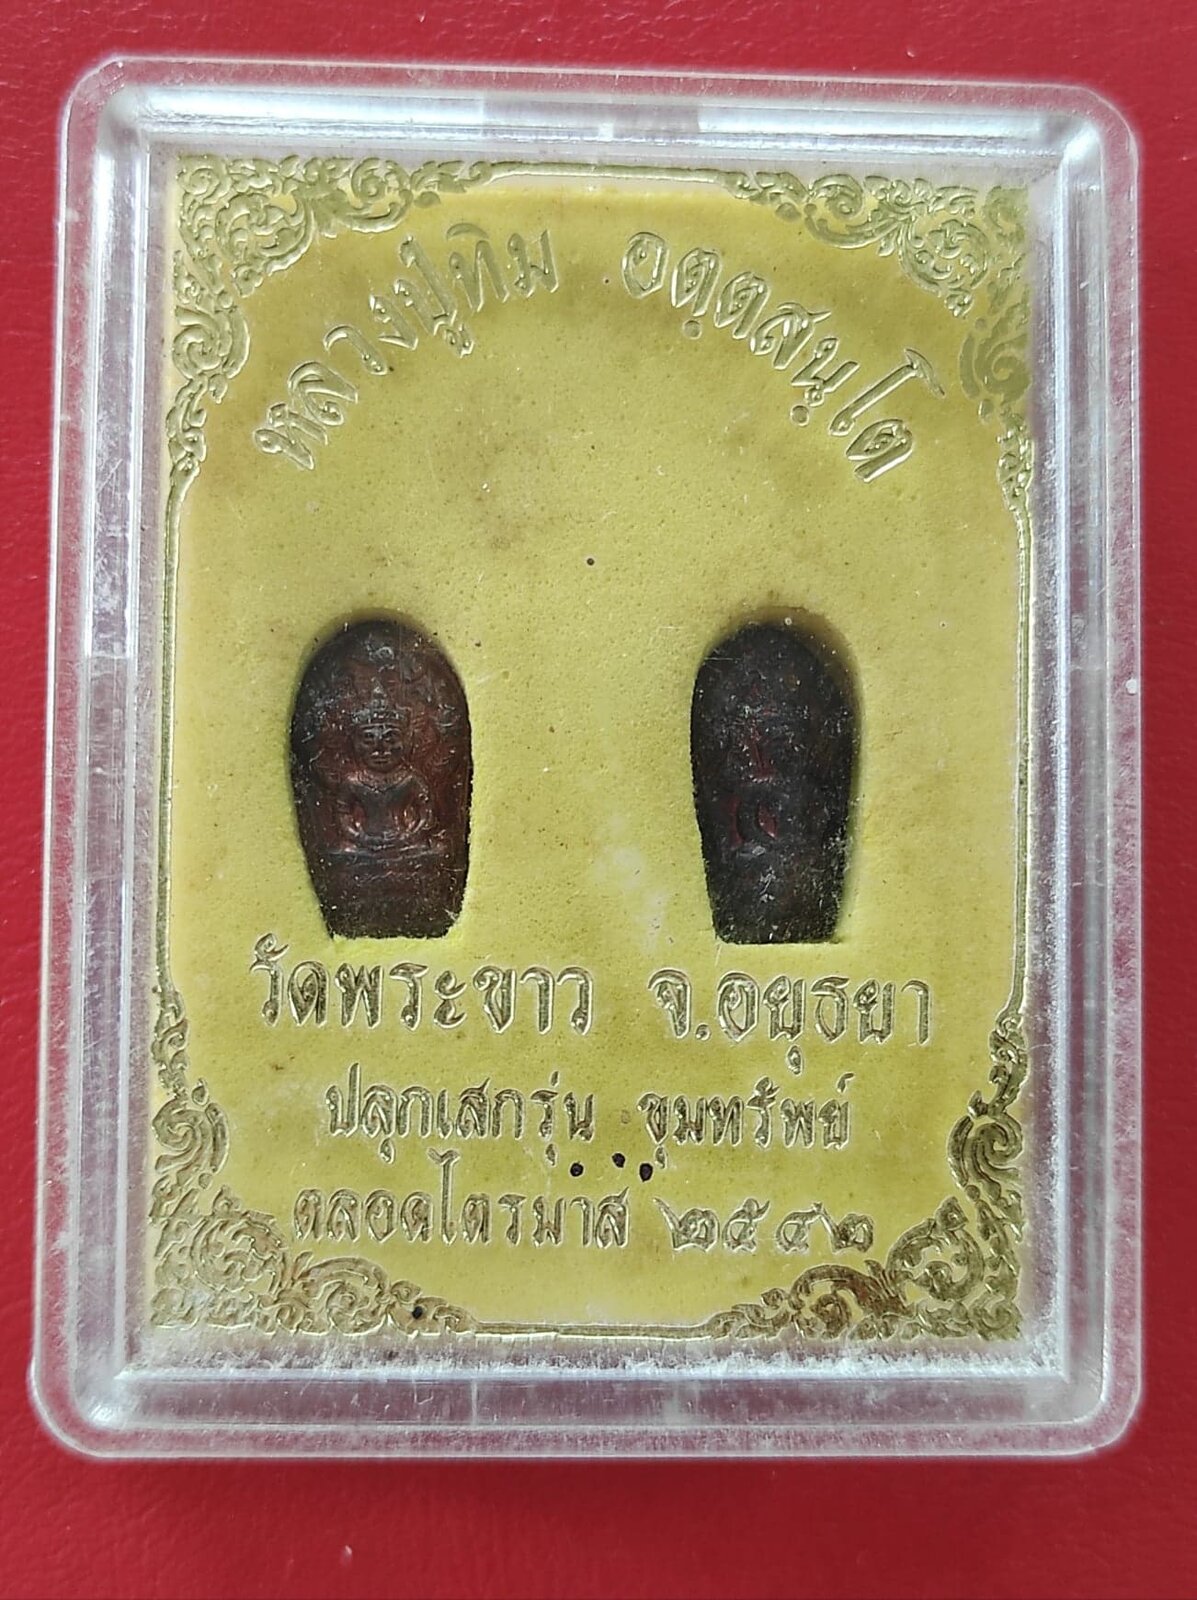 หลวงปู่ทิม อตฺตสนฺโต
วัดพระขาว จ.อยุธยา
ปลุกเสกรุ่น ขุมทรัพย์
ตลอดไตรมาส ๒๕๔๒